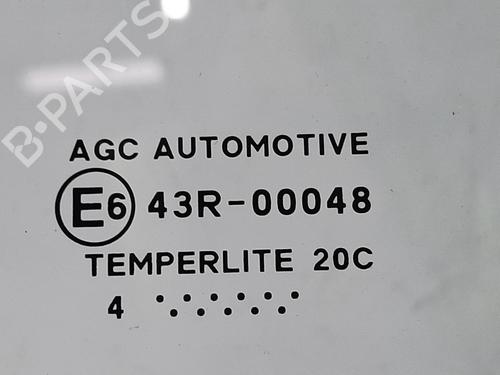 B-PARTS
AGC AUTOMOTIVE
E6 43R-00048
TEMPERLITE 20C
4 .·.·.·.·.·.·